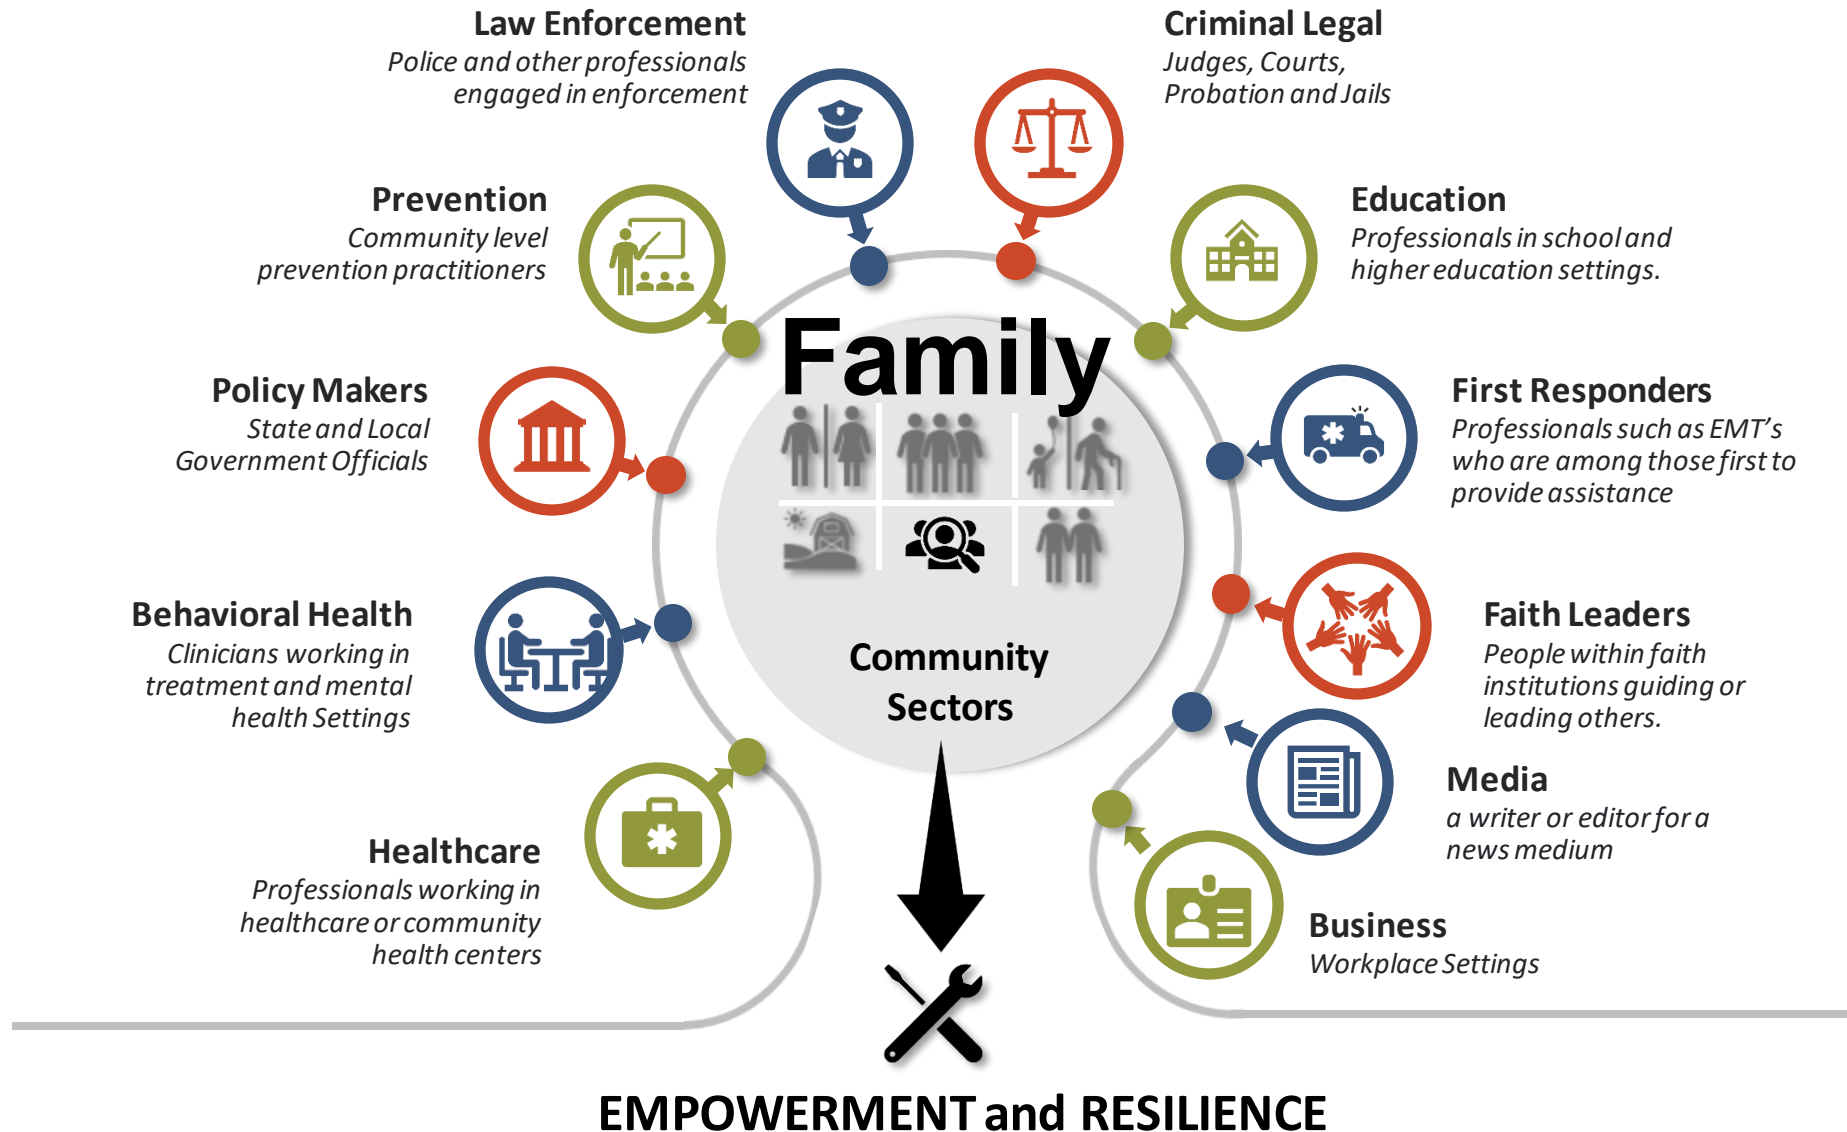 Law Enforcement
Police and other professionals
engaged in enforcement
Criminal Legal
Judges, Courts,
Probation and Jails
Prevention
Community level
prevention practitioners
Education
Professionals in school and
higher education settings.
Family
Policy Makers
State and Local
Government Officials
First Responders
Professionals such as EMT’s
who are among those first to
provide assistance
Behavioral Health
Clinicians working in
treatment and mental
health Settings
Faith Leaders
People within faith
institutions guiding or
leading others.
Community
Sectors
Media
a writer or editor for a
news medium
Healthcare
Professionals working in
healthcare or community
health centers
Business
Workplace Settings
EMPOWERMENT and RESILIENCE